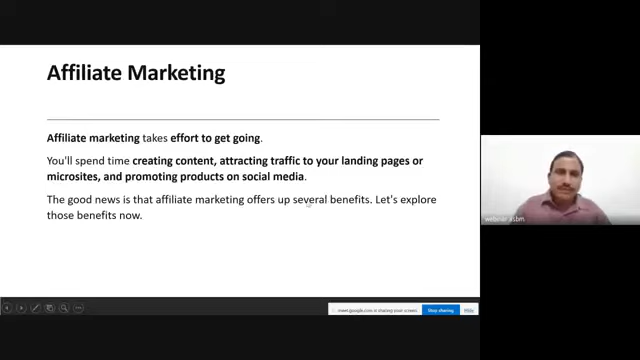 Affiliate Marketing
Affiliate marketing takes effort to get going.
You'll spend time creating content, attracting traffic to your landing pages or
microsites, and promoting products on social media.
The good news is that affiliate marketing offers up several benefits. Let's explore
those benefits now.
webinar asbm
meet.google.com is sharing your screen.
Stop sharing
Hide